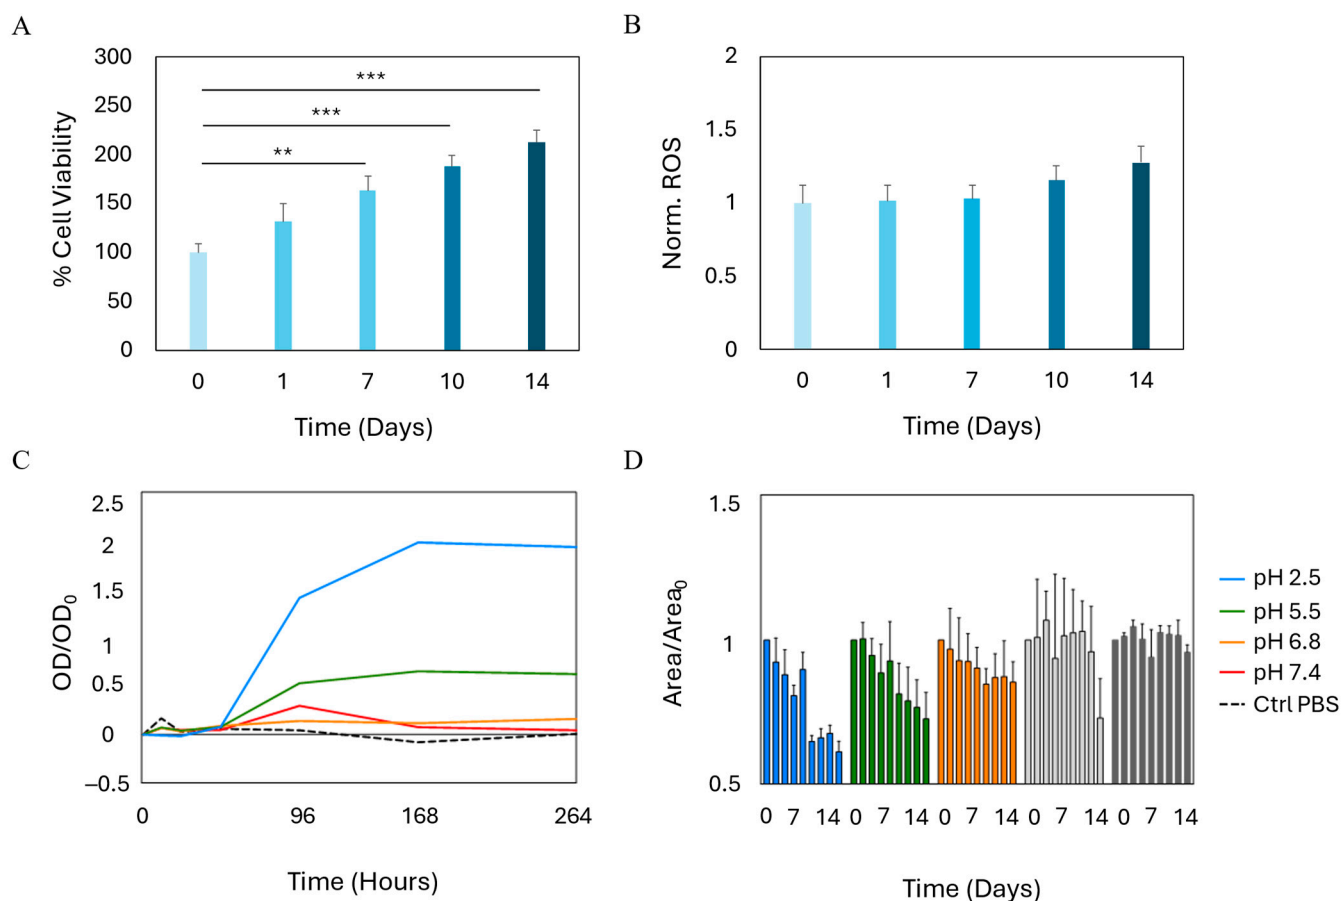 A
% Cell Viability
300
250
200
150
100
50
0
***
***
**
0 1 7 10 14
Time (Days)
B
Norm. ROS
2
1.5
1
0.5
0
0 1 7 10 14
Time (Days)
C
OD/OD0
2.5
2
1.5
1
0.5
0
–0.5
0 96 168 264
Time (Hours)
D
Area/Area0
1.5
1
0.5
0 7 14 0 7 14 0 7 14 0 7 14 0 7 14
Time (Days)
pH 2.5
pH 5.5
pH 6.8
pH 7.4
Ctrl PBS